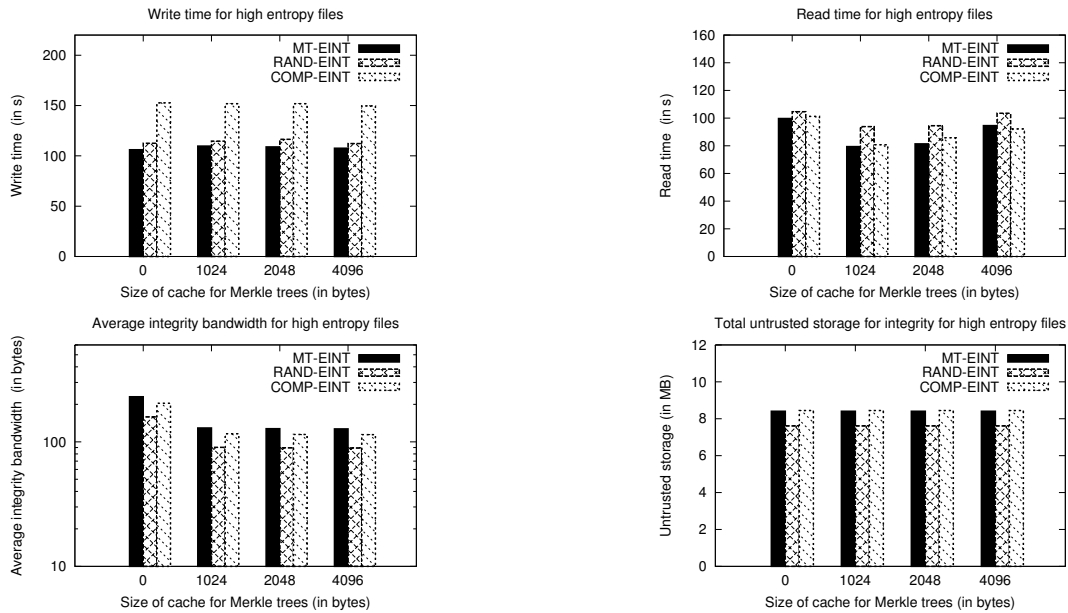 Write time for high entropy files
Write time (in s)
200
150
100
50
0
MT-EINT
RAND-EINT
COMP-EINT
0 1024 2048 4096
Size of cache for Merkle trees (in bytes)
Read time for high entropy files
Read time (in s)
160
140
120
100
80
60
40
20
0
MT-EINT
RAND-EINT
COMP-EINT
0 1024 2048 4096
Size of cache for Merkle trees (in bytes)
Average integrity bandwidth for high entropy files
Average integrity bandwidth (in bytes)
100
10
MT-EINT
RAND-EINT
COMP-EINT
0 1024 2048 4096
Size of cache for Merkle trees (in bytes)
Total untrusted storage for integrity for high entropy files
Untrusted storage (in MB)
12
10
8
6
4
2
0
MT-EINT
RAND-EINT
COMP-EINT
0 1024 2048 4096
Size of cache for Merkle trees (in bytes)